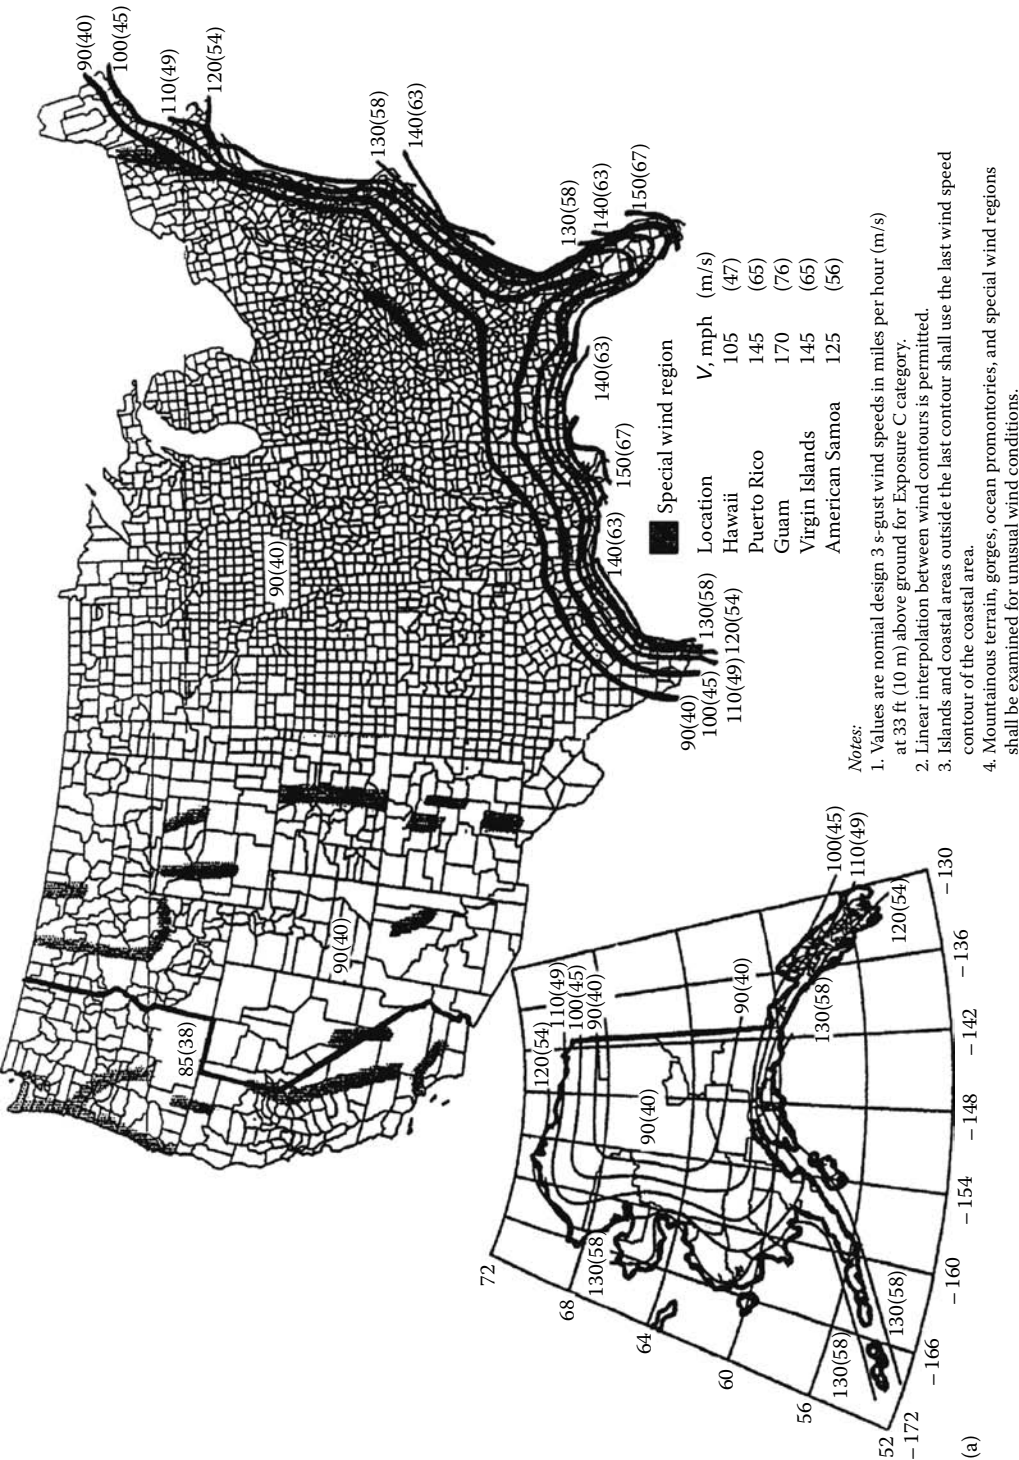 90(40)
100(45)
110(49)
120(54)
130(58)
140(63)
130(58)
140(63)
150(67)
140(63)
150(67)
140(63)
90(40)
90(40)
85(38)
90(40)
100(45)
110(49)
120(54)
130(58)
Special wind region
Location V, mph (m/s)
Hawaii 105 (47)
Puerto Rico 145 (65)
Guam 170 (76)
Virgin Islands 145 (65)
American Samoa 125 (56)
Notes:
1. Values are nomial design 3 s-gust wind speeds in miles per hour (m/s)
at 33 ft (10 m) above ground for Exposure C category.
2. Linear interpolation between wind contours is permitted.
3. Islands and coastal areas outside the last contour shall use the last wind speed
contour of the coastal area.
4. Mountainous terrain, gorges, ocean promontories, and special wind regions
shall be examined for unusual wind conditions.
120(54)
110(49)
100(45)
90(40)
90(40)
90(40)
130(58)
130(58)
130(58)
130(58)
100(45)
110(49)
120(54)
72
68
64
60
56
52
−172
−166
−160
−154
−148
−142
−136
−130
(a)